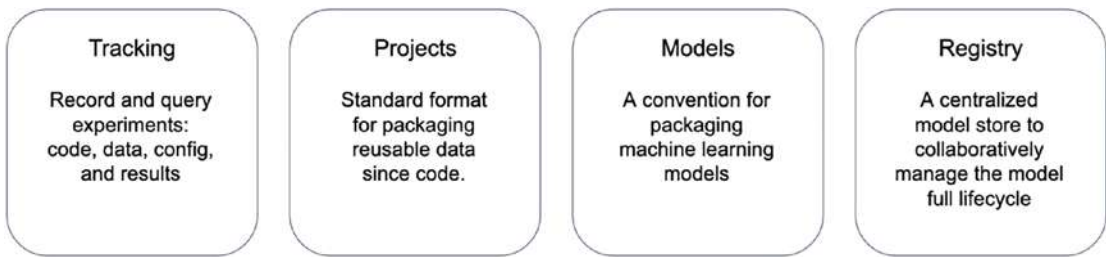 Tracking
Record and query
experiments:
code, data, config,
and results
Projects
Standard format
for packaging
reusable data
since code.
Models
A convention for
packaging
machine learning
models
Registry
A centralized
model store to
collaboratively
manage the model
full lifecycle